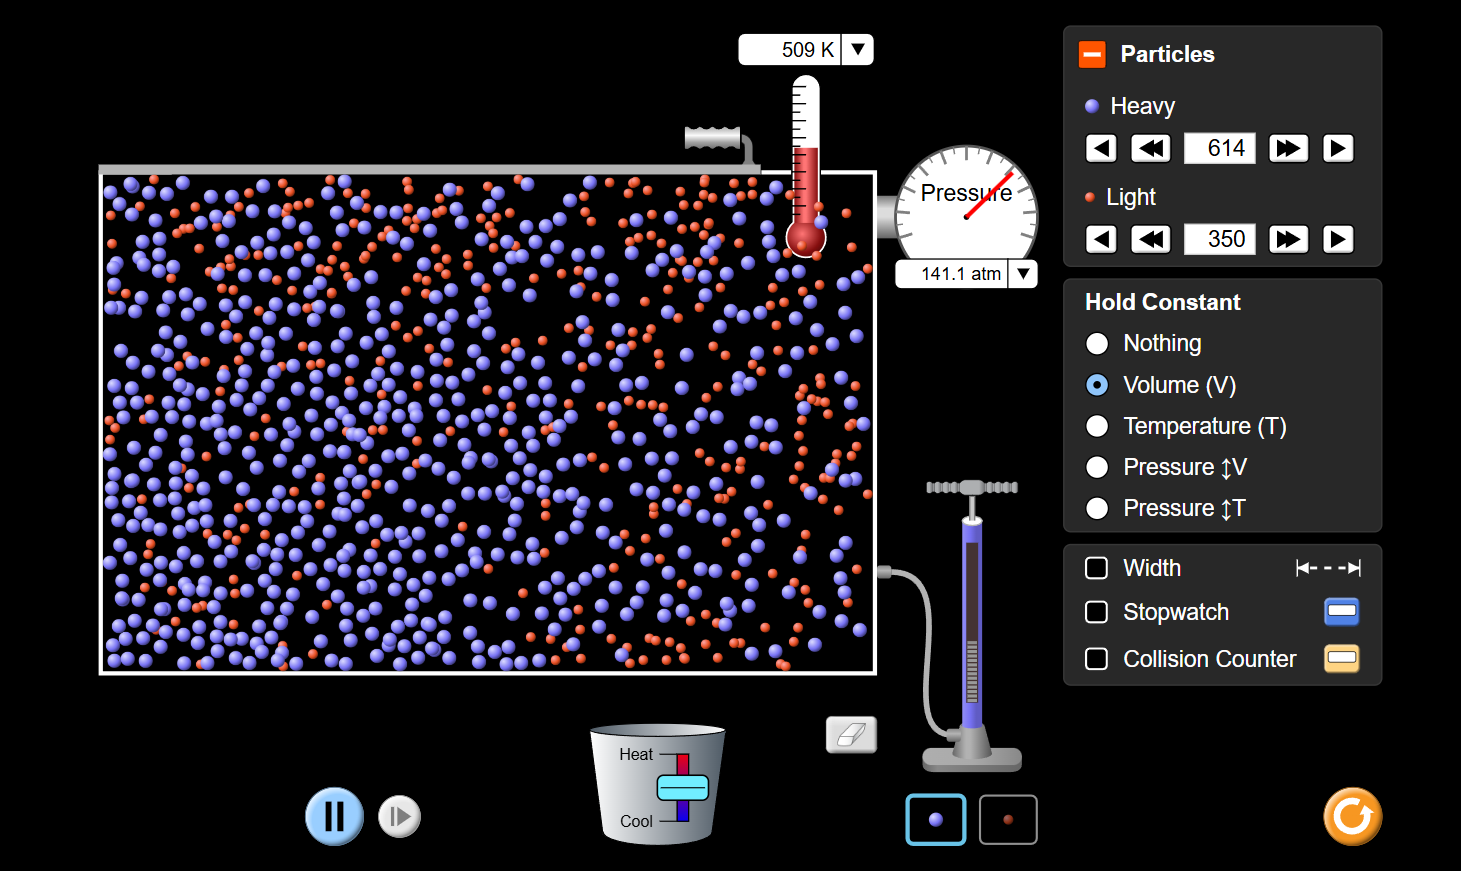 509 K
Particles
Heavy
614
Light
350
Pressure
141.1 atm
Hold Constant
Nothing
Volume (V)
Temperature (T)
Pressure ↕V
Pressure ↕T
Width
Stopwatch
Collision Counter
Heat
Cool